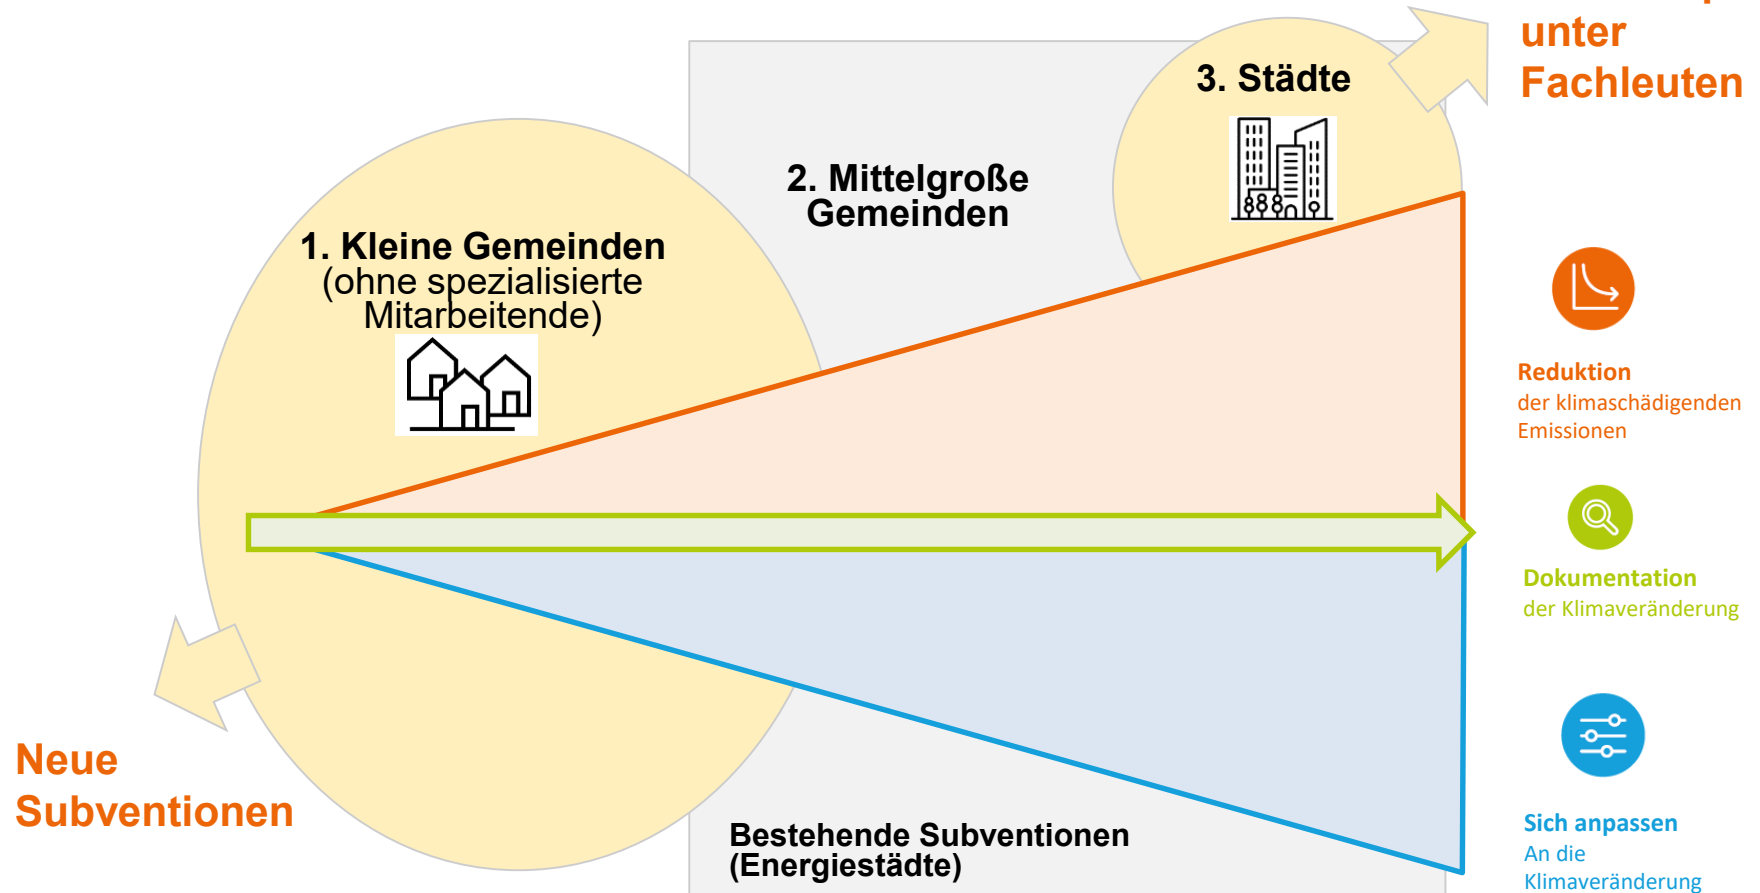 unter
Fachleuten
3. Städte
2. Mittelgroße
Gemeinden
1. Kleine Gemeinden
(ohne spezialisierte
Mitarbeitende)
Reduktion
der klimaschädigenden
Emissionen
Dokumentation
der Klimaveränderung
Neue
Subventionen
Bestehende Subventionen
(Energiestädte)
Sich anpassen
An die
Klimaveränderung